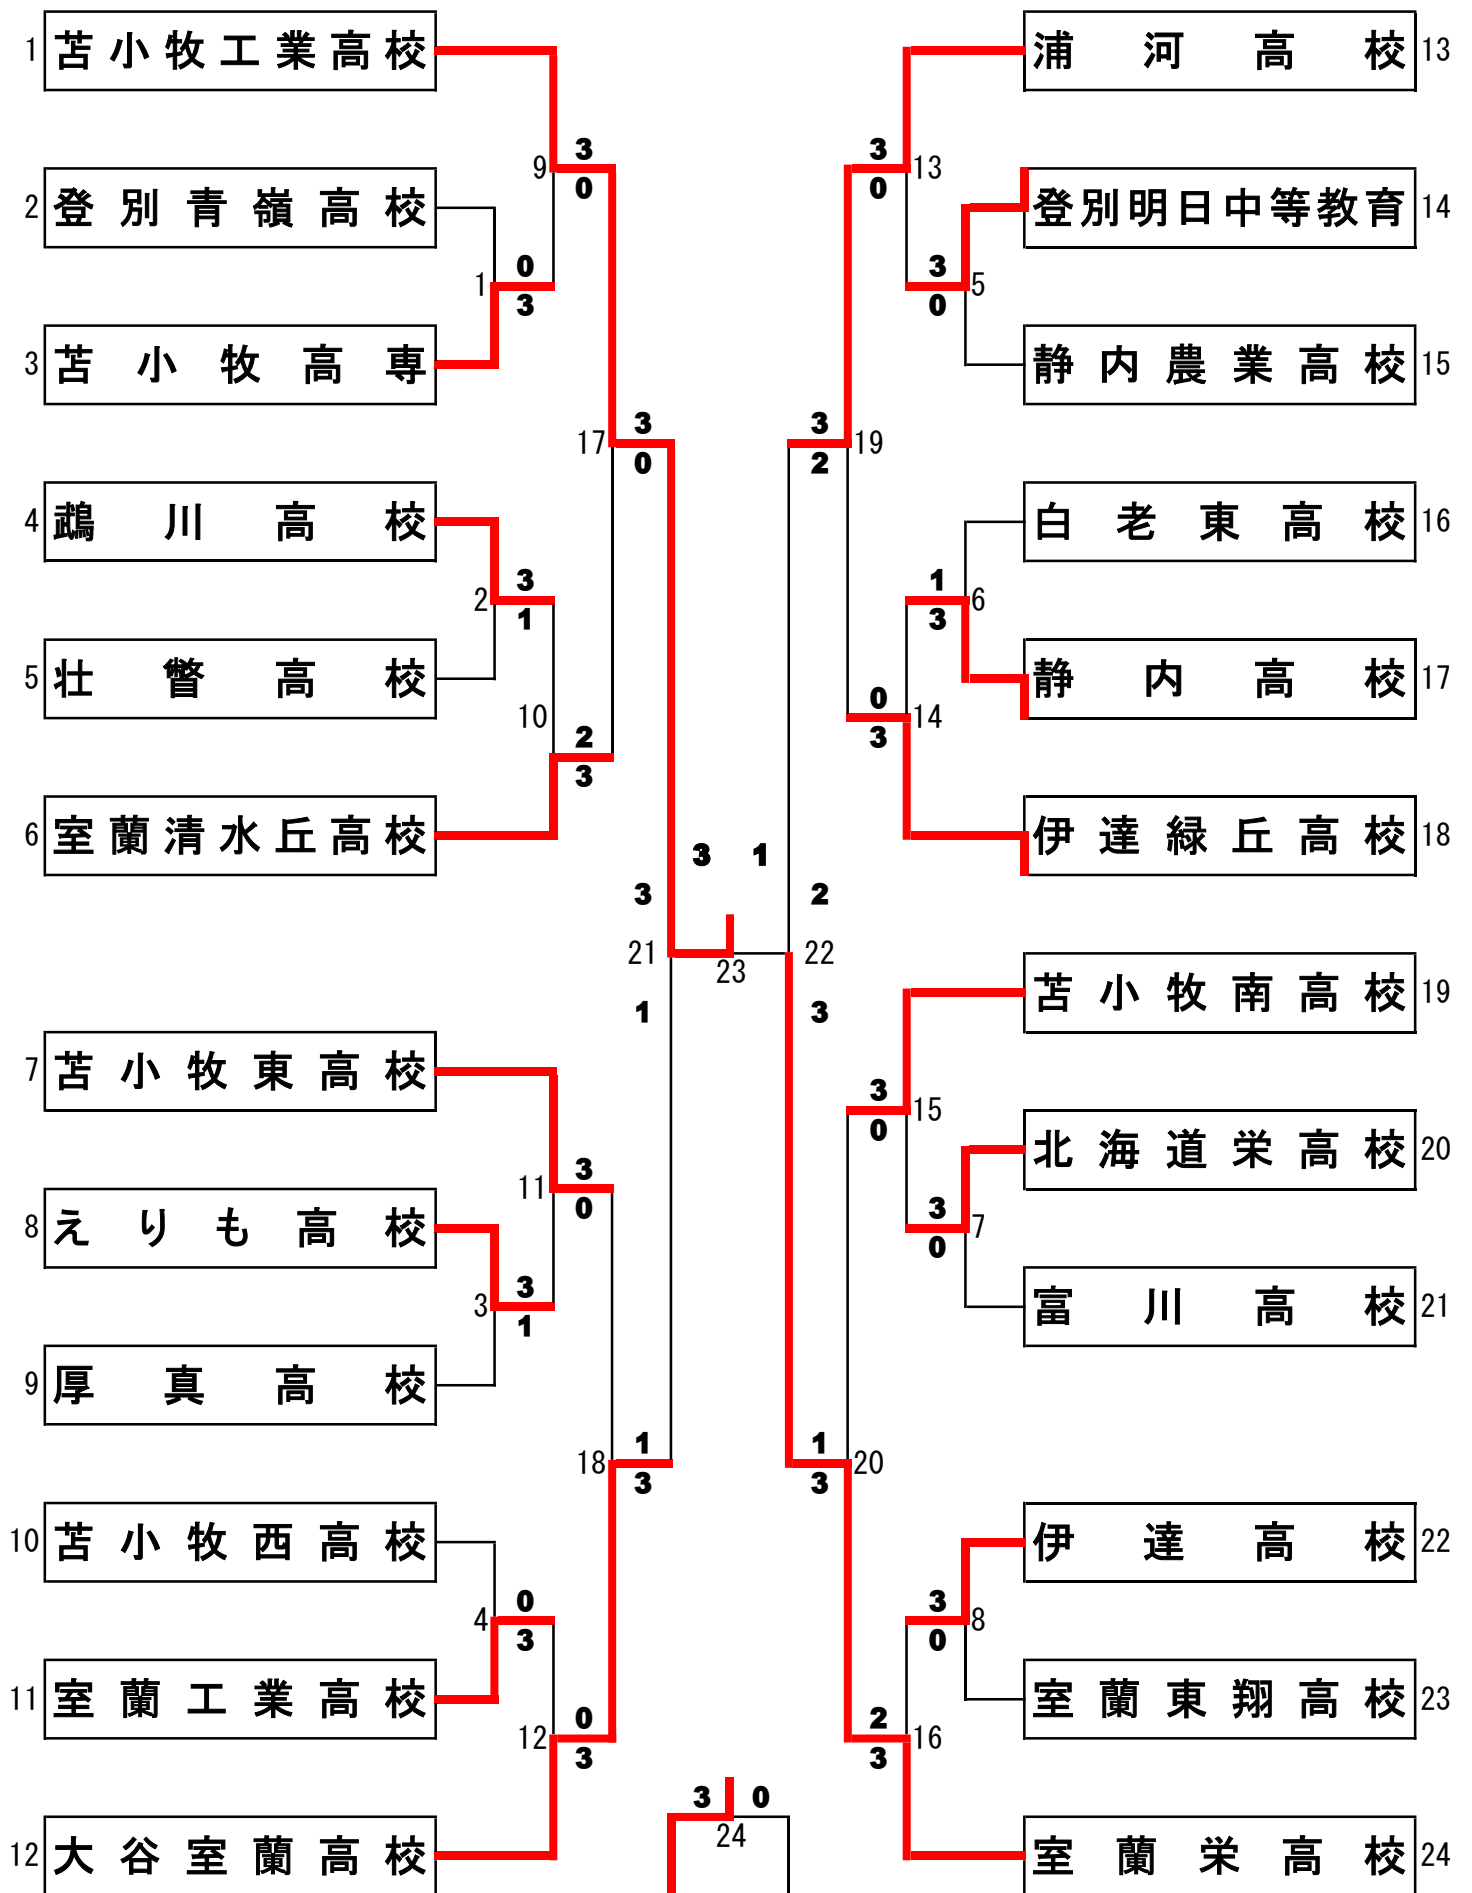 1 苫小牧工業高校
2 登別青嶺高校
3 苫小牧高専
4 鵡川高校
5 壮瞥高校
6 室蘭清水丘高校
7 苫小牧東高校
8 えりも高校
9 厚真高校
10 苫小牧西高校
11 室蘭工業高校
12 大谷室蘭高校
9
3
0
1
0
3
17
3
0
2
3
1
10
2
3
21
3
1
11
3
0
3
3
1
18
1
3
4
0
3
12
0
3
3 1
23
3 0
24
3
0
13
3
0
5
3
2
19
1
3
6
0
3
14
2
22
3
3
0
15
3
0
7
1
3
20
3
0
8
2
3
16
浦河高校 13
登別明日中等教育 14
静内農業高校 15
白老東高校 16
静内高校 17
伊達緑丘高校 18
苫小牧南高校 19
北海道栄高校 20
富川高校 21
伊達高校 22
室蘭東翔高校 23
室蘭栄高校 24